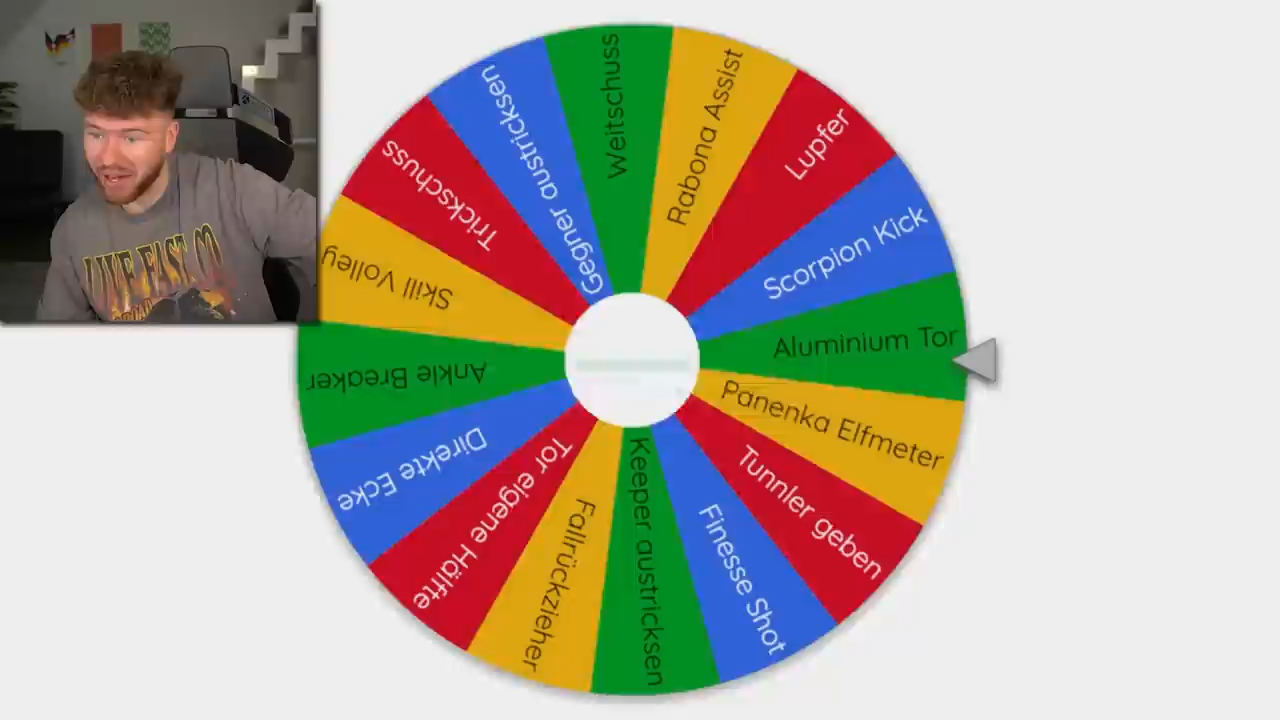 LIVE FAST
Weitschuss
Rabona Assist
Lupfer
Scorpion Kick
Aluminium Tor
Panenka Elfmeter
Tunnler geben
Finesse Shot
Keeper austricksen
Fallrückzieher
Tor eigene Hälfte
Direkte Ecke
Ankle Breaker
Skill Volley
Trickschuss
Gegner austricksen